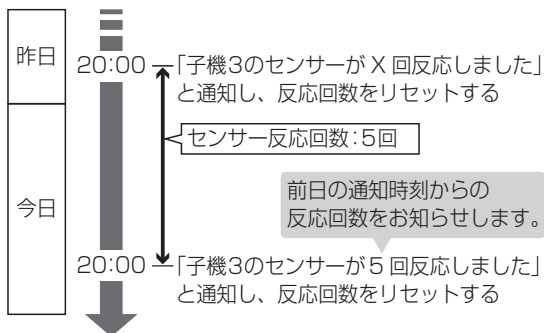 昨日
20:00
「子機3のセンサーが X 回反応しました」
と通知し、反応回数をリセットする
センサー反応回数:5回
今日
前日の通知時刻からの
反応回数をお知らせします。
20:00
「子機3のセンサーが5 回反応しました」
と通知し、反応回数をリセットする